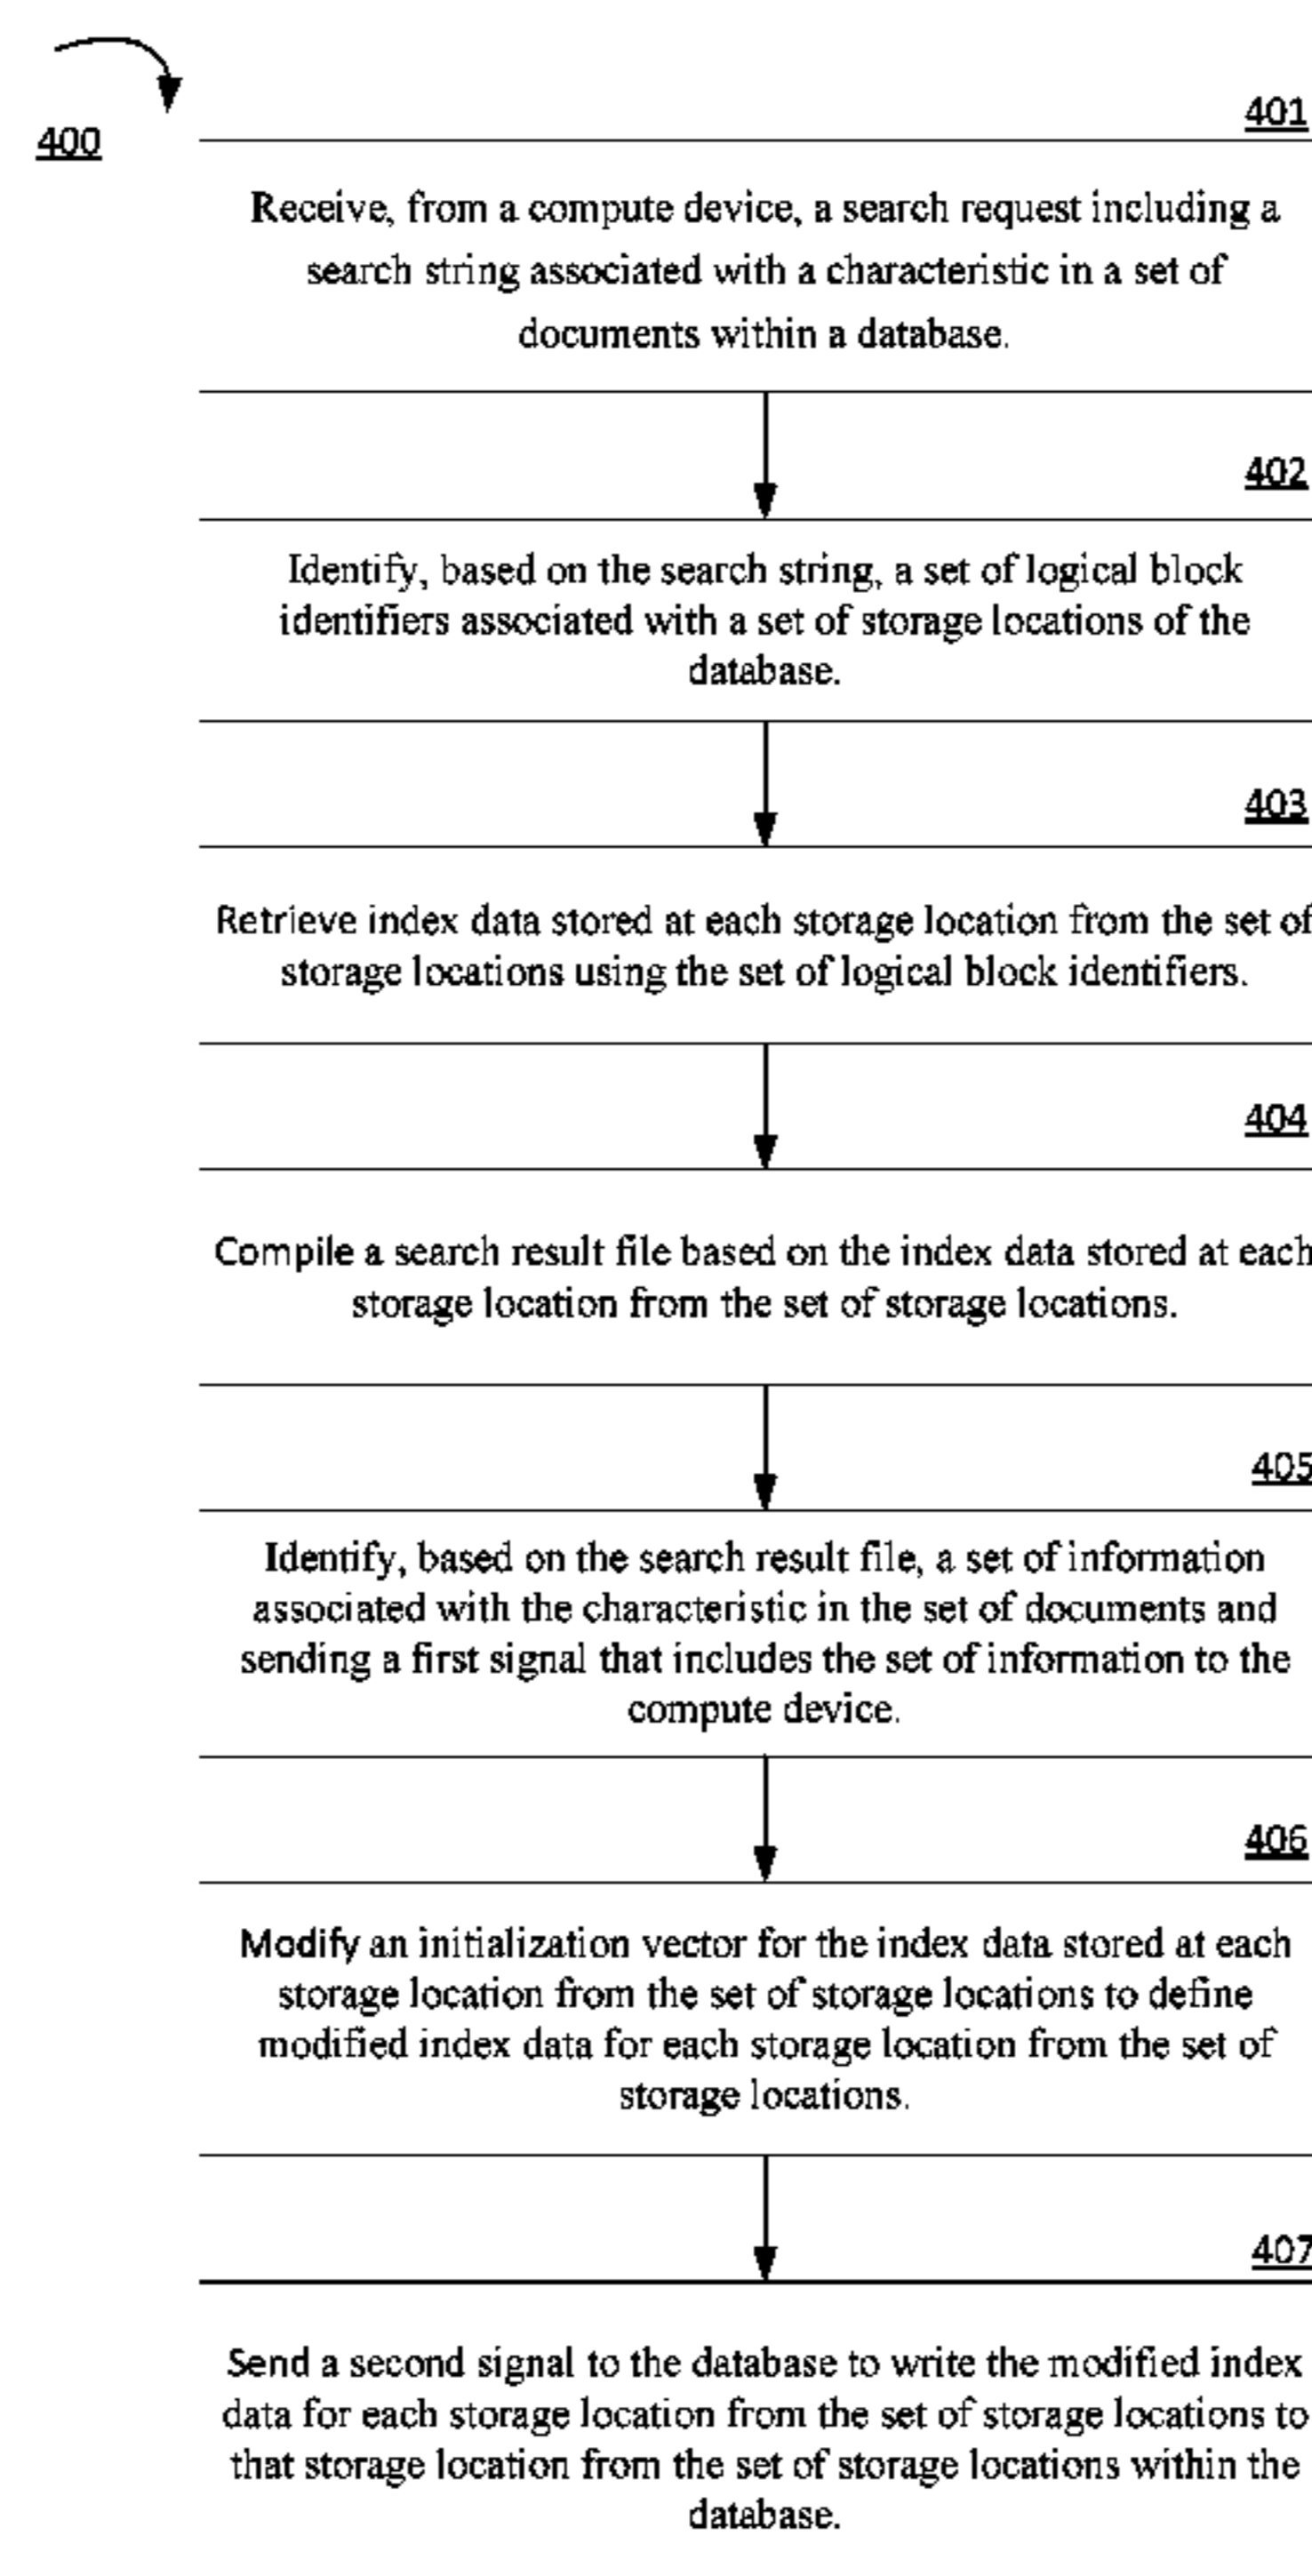 400
401
Receive, from a compute device, a search request including a
search string associated with a characteristic in a set of
documents within a database.
402
Identify, based on the search string, a set of logical block
identifiers associated with a set of storage locations of the
database.
403
Retrieve index data stored at each storage location from the set of
storage locations using the set of logical block identifiers.
404
Compile a search result file based on the index data stored at each
storage location from the set of storage locations.
405
Identify, based on the search result file, a set of information
associated with the characteristic in the set of documents and
sending a first signal that includes the set of information to the
compute device.
406
Modify an initialization vector for the index data stored at each
storage location from the set of storage locations to define
modified index data for each storage location from the set of
storage locations.
407
Send a second signal to the database to write the modified index
data for each storage location from the set of storage locations to
that storage location from the set of storage locations within the
database.